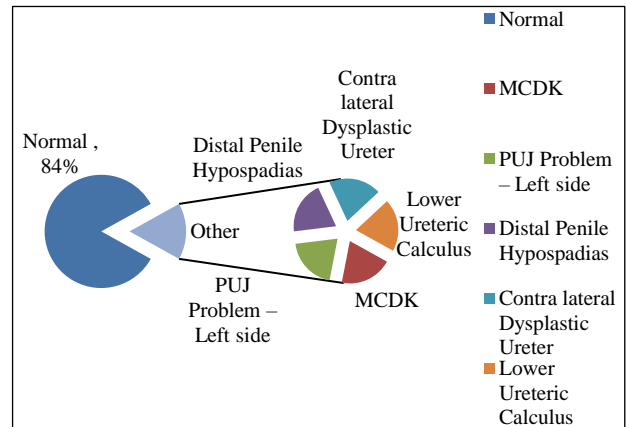 Normal ,
84%
Distal Penile
Hypospadias
Contra
lateral
Dysplastic
Ureter
Other
Lower
Ureteric
Calculus
PUJ
Problem –
Left side
MCDK
Normal
MCDK
PUJ Problem
– Left side
Distal Penile
Hypospadias
Contra lateral
Dysplastic
Ureter
Lower
Ureteric
Calculus